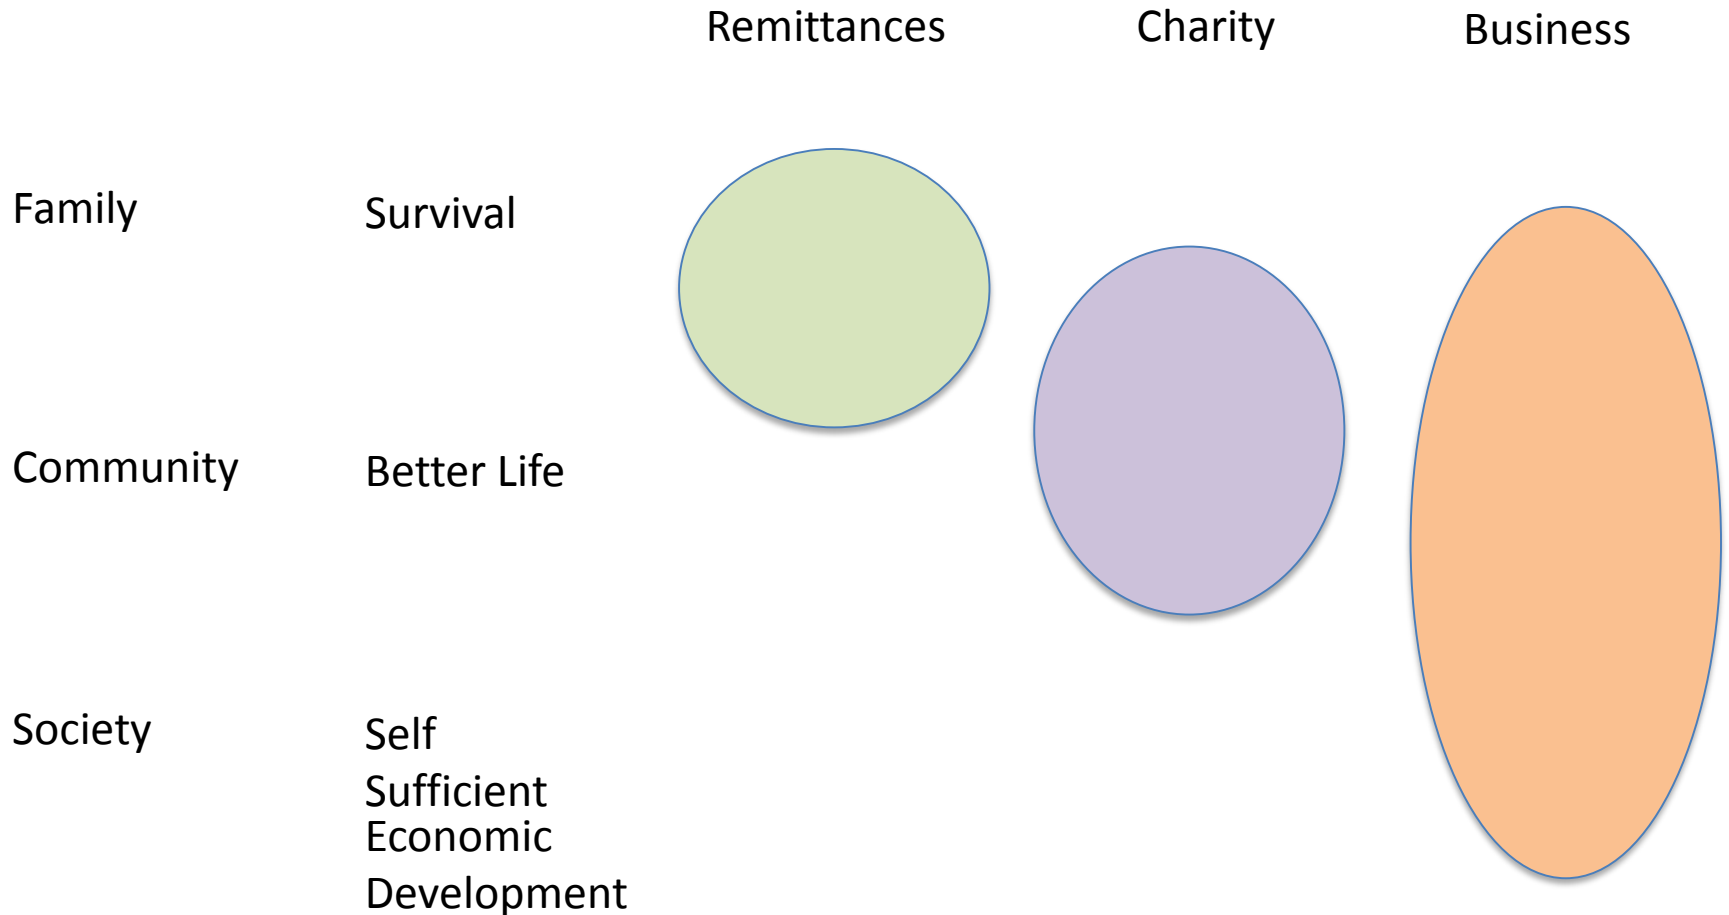 Remittances Charity Business
Family Survival
Community Better Life
Society Self
Sufficient
Economic
Development